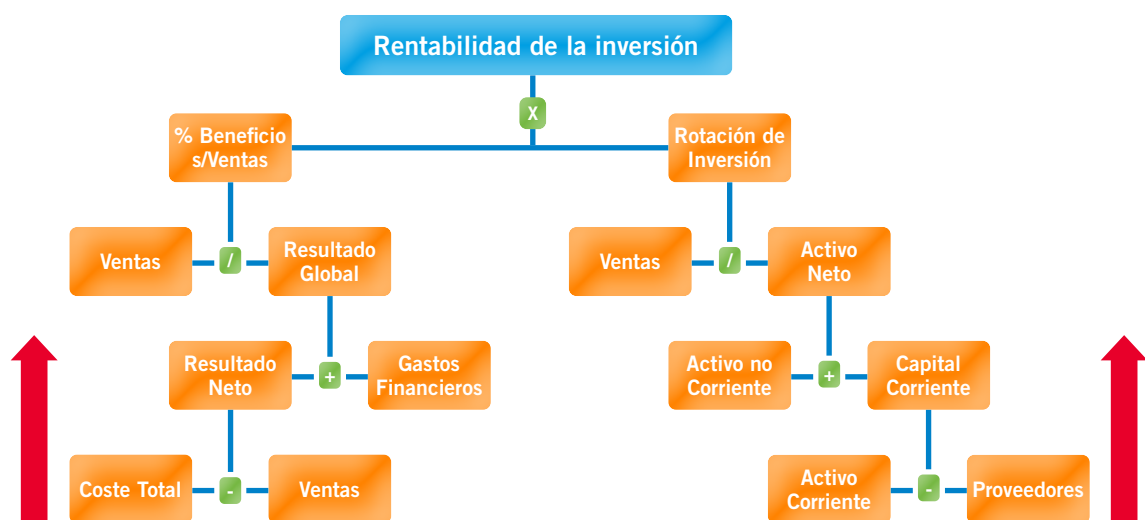 Rentabilidad de la inversión
X
% Beneficio
s/Ventas
Rotación de
Inversión
Ventas
/
Resultado
Global
Ventas
/
Activo
Neto
Resultado
Neto
+
Gastos
Financieros
Activo no
Corriente
+
Capital
Corriente
Coste Total
-
Ventas
Activo
Corriente
-
Proveedores